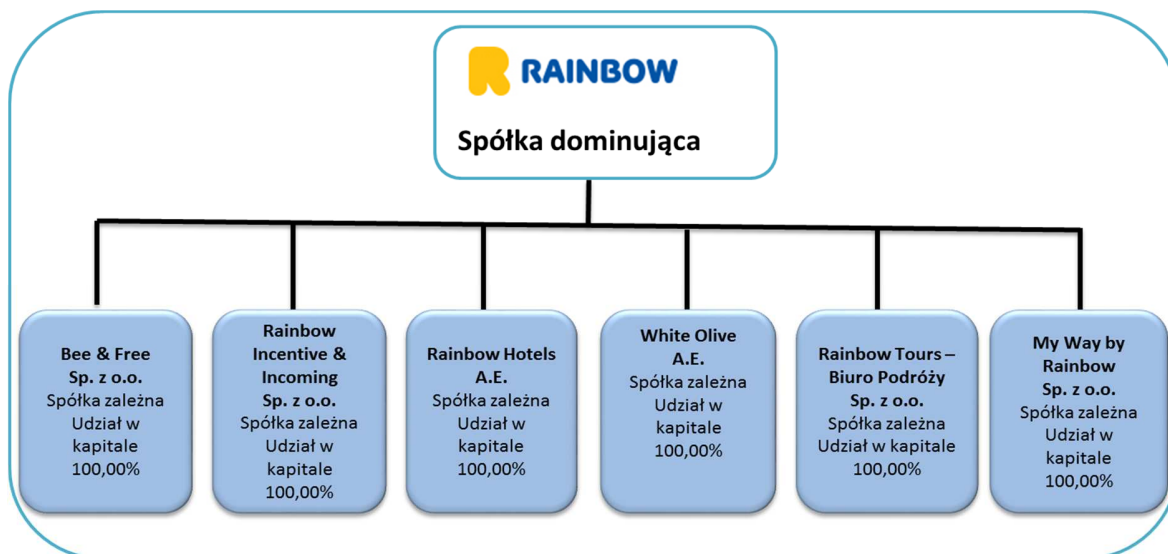 RAINBOW
Spółka dominująca
Bee & Free
Sp. z o.o.
Spółka zależna
Udział w
kapitale
100,00%
Rainbow
Incentive &
Incoming
Sp. z o.o.
Spółka zależna
Udział w
kapitale
100,00%
Rainbow Hotels
A.E.
Spółka zależna
Udział w
kapitale
100,00%
White Olive
A.E.
Spółka zależna
Udział w
kapitale
100,00%
Rainbow Tours –
Biuro Podróży
Sp. z o.o.
Spółka zależna
Udział w kapitale
100,00%
My Way by
Rainbow
Sp. z o.o.
Spółka zależna
Udział w
kapitale
100,00%